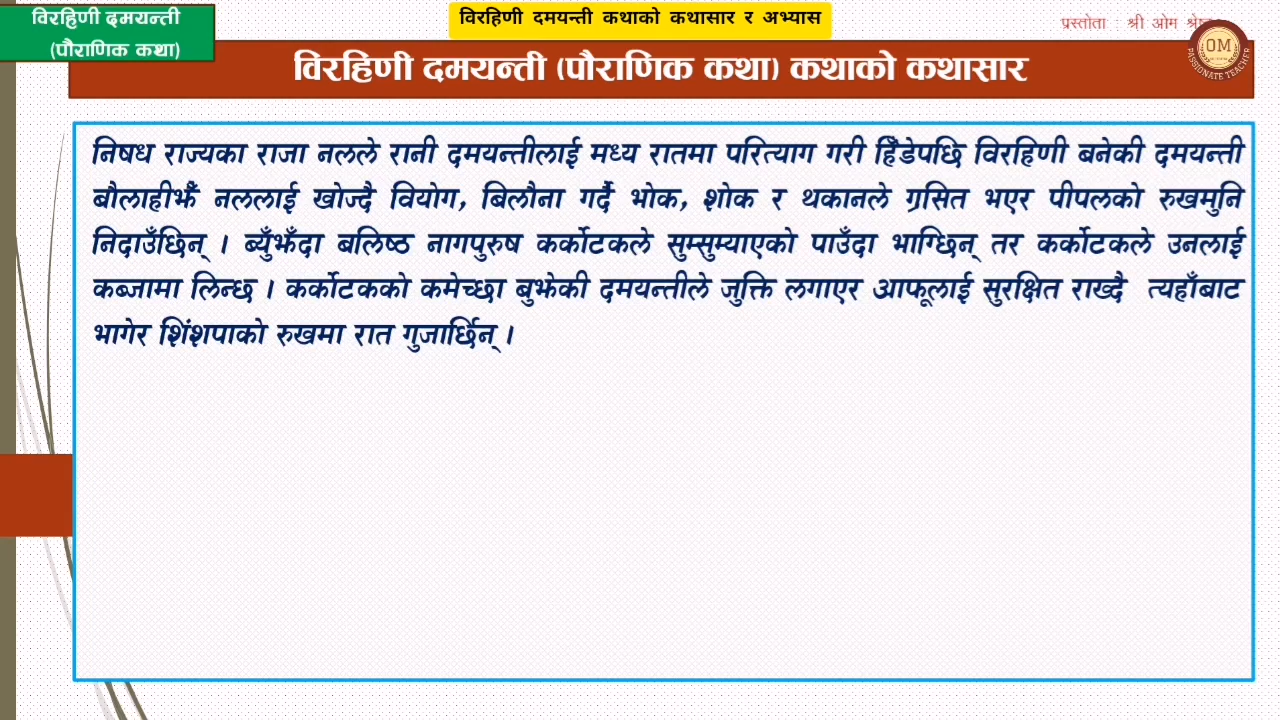 विरहिणी दमयन्ती
(पौराणिक कथा)
विरहिणी दमयन्ती कथाको कथासार र अभ्यास
प्रस्तोता : श्री ओम
OM
PASSIONATE TEACHER
विरहिणी दमयन्ती (पौराणिक कथा) कथाको कथासार
निषध राज्यका राजा नलले रानी दमयन्तीलाई मध्य रातमा परित्याग गरी हिँडेपछि विरहिणी बनेकी दमयन्ती
बौलाहीझैँ नललाई खोज्दै वियोग, बिलौना गर्दै भोक, शोक र थकानले ग्रसित भएर पीपलको रुखमुनि
निदाउँछिन् । ब्युँझँदा बलिष्ठ नागपुरुष कर्कोटकले सुम्सुम्याएको पाउँदा भाग्छिन् तर कर्कोटकले उनलाई
कब्जामा लिन्छ । कर्कोटकको कमेच्छा बुझेकी दमयन्तीले जुक्ति लगाएर आफूलाई सुरक्षित राख्दै त्यहाँबाट
भागेर शिंशपाको रुखमा रात गुजार्छिन् ।